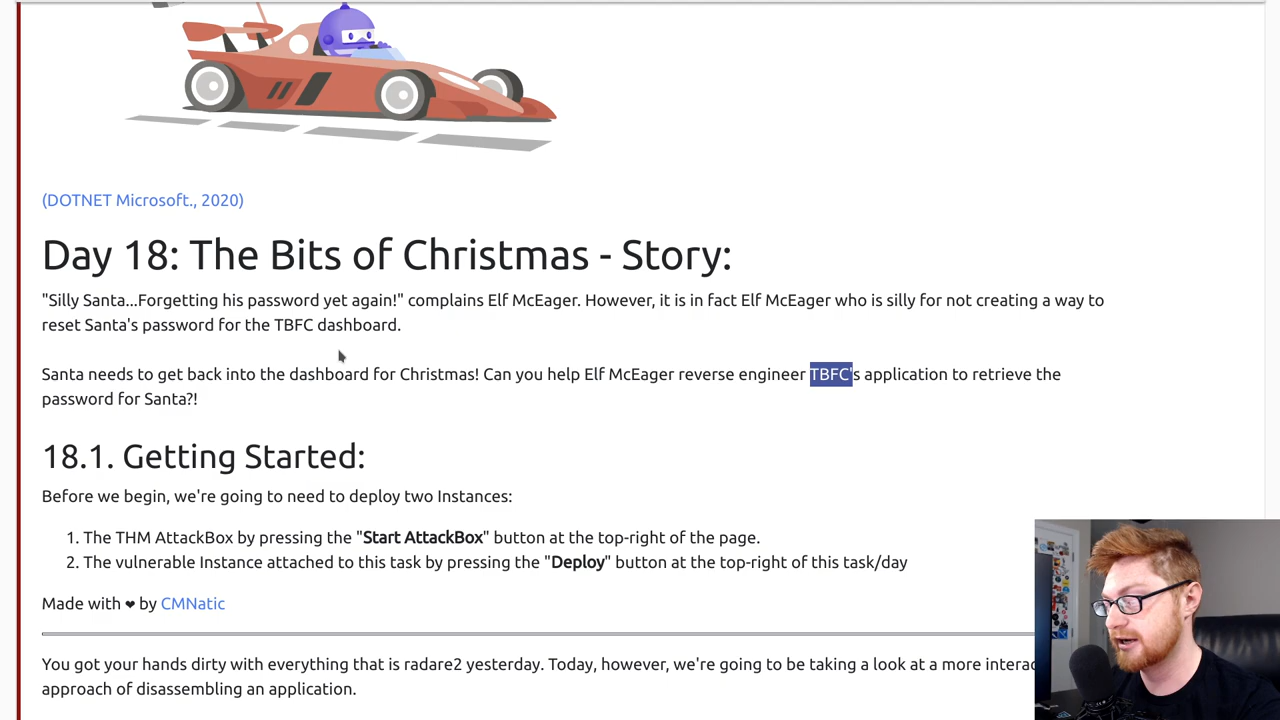 (DOTNET Microsoft., 2020)
Day 18: The Bits of Christmas - Story:
"Silly Santa...Forgetting his password yet again!" complains Elf McEager. However, it is in fact Elf McEager who is silly for not creating a way to
reset Santa's password for the TBFC dashboard.
Santa needs to get back into the dashboard for Christmas! Can you help Elf McEager reverse engineer TBFC's application to retrieve the
password for Santa?!
18.1. Getting Started:
Before we begin, we're going to need to deploy two Instances:
1. The THM AttackBox by pressing the "Start AttackBox" button at the top-right of the page.
2. The vulnerable Instance attached to this task by pressing the "Deploy" button at the top-right of this task/day
Made with ❤ by CMNatic
You got your hands dirty with everything that is radare2 yesterday. Today, however, we're going to be taking a look at a more
approach of disassembling an application.